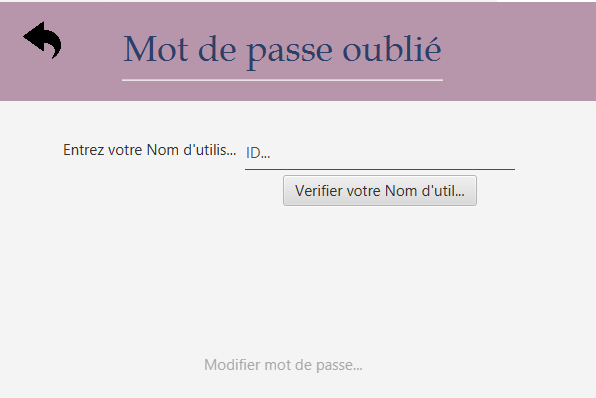 Mot de passe oublié
Entrez votre Nom d'utilis... ID...
Verifier votre Nom d'util...
Modifier mot de passe...